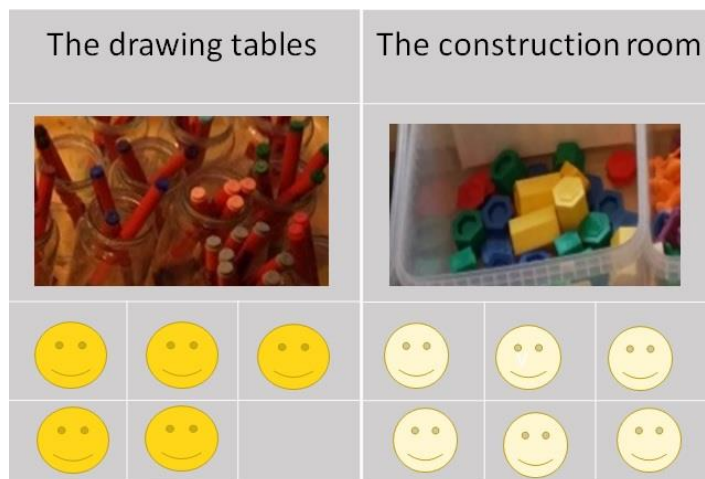 The drawing tables
The construction room